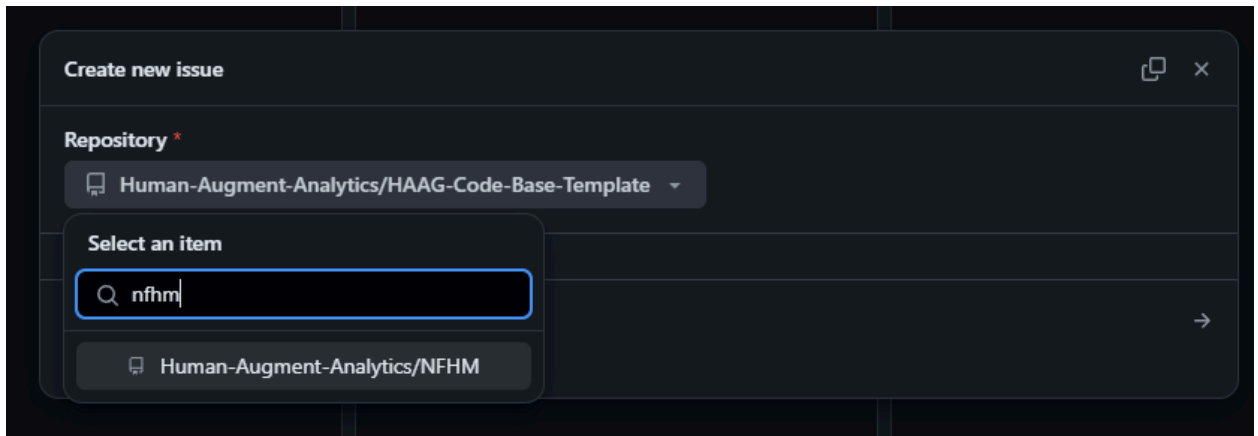 Create new issue
Repository *
Human-Augment-Analytics/HAAG-Code-Base-Template
Select an item
nfhm
Human-Augment-Analytics/NFHM